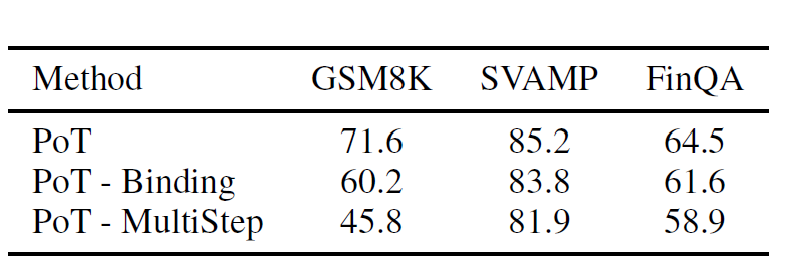 Method GSM8K SVAMP FinQA
PoT 71.6 85.2 64.5
PoT - Binding 60.2 83.8 61.6
PoT - MultiStep 45.8 81.9 58.9